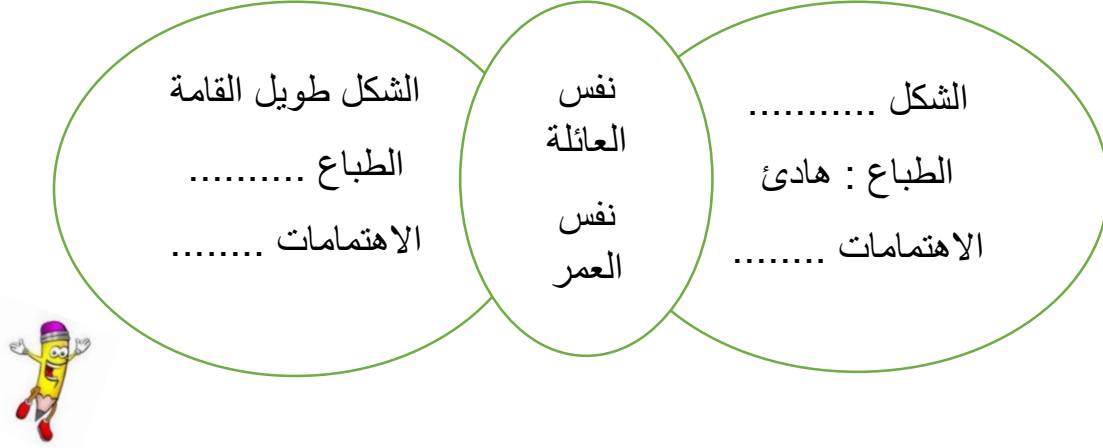 الشكل ...........
الطباع : هادئ
الاهتمامات ........
نفس
العائلة
نفس
العمر
الشكل طويل القامة
الطباع ..........
الاهتمامات ........